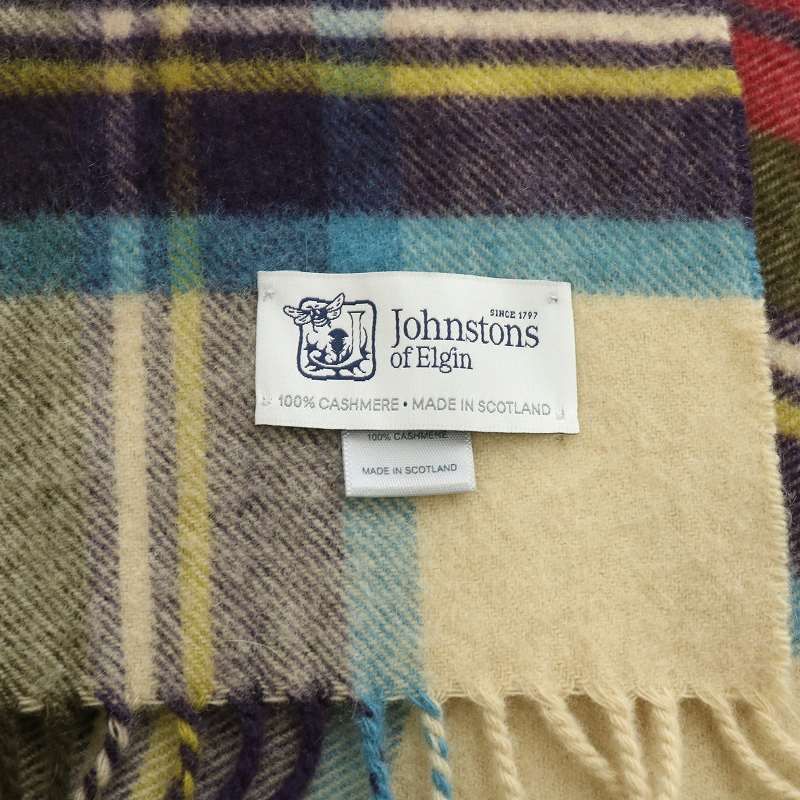 SINCE 1797
Johnstons
of Elgin
100% CASHMERE • MADE IN SCOTLAND
100% CASHMERE
MADE IN SCOTLAND